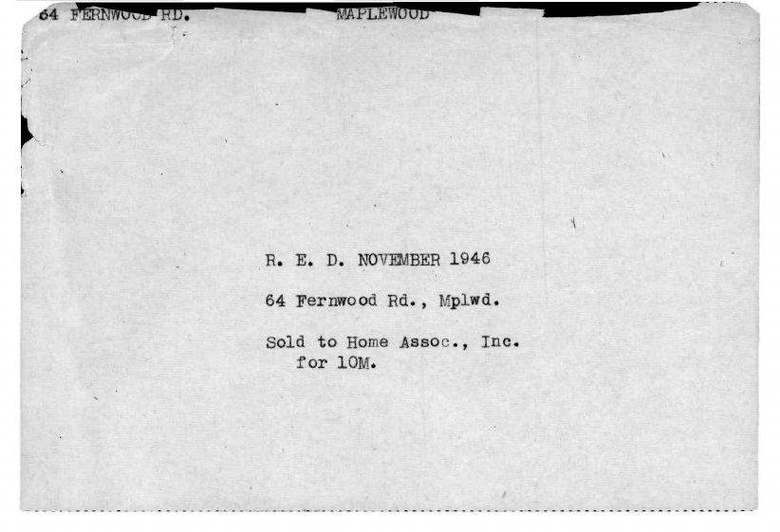 64 FERNWOOD RD. MAPLEWOOD
R. E. D. NOVEMBER 1946
64 Fernwood Rd., Mplwd.
Sold to Home Assoc., Inc.
for 10M.